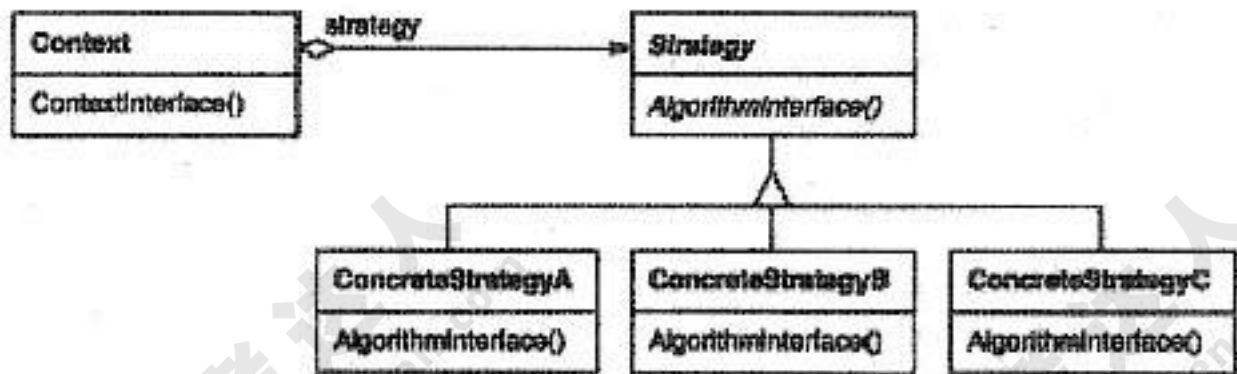 strategy
Context
Strategy
ContextInterface()
AlgorithmInterface()
ConcreteStrategyA
ConcreteStrategyB
ConcreteStrategyC
AlgorithmInterface()
AlgorithmInterface()
AlgorithmInterface()